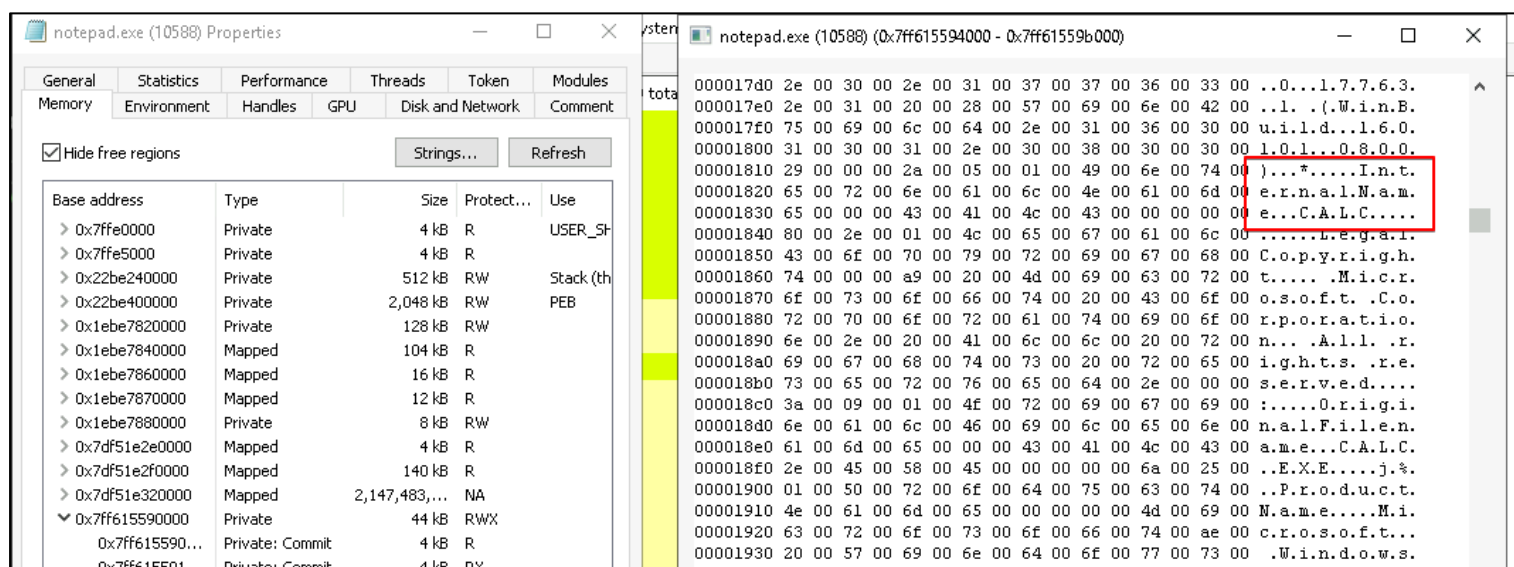 notepad.exe (10588) Properties
General Statistics Performance Threads Token Modules
Memory Environment Handles GPU Disk and Network Comment
Hide free regions Strings... Refresh
Base address Type Size Protect... Use
0x7ffe0000 Private 4 kB R USER_SH
0x7ffe5000 Private 4 kB R
0x22be240000 Private 512 kB RW Stack (th
0x22be400000 Private 2,048 kB RW PEB
0x1ebe7820000 Private 128 kB RW
0x1ebe7840000 Mapped 104 kB R
0x1ebe7860000 Mapped 16 kB R
0x1ebe7870000 Mapped 12 kB R
0x1ebe7880000 Private 8 kB RW
0x7df51e2e0000 Mapped 4 kB R
0x7df51e2f0000 Mapped 140 kB R
0x7df51e320000 Mapped 2,147,483,... NA
0x7ff615590000 Private 44 kB RWX
0x7ff615590... Private: Commit 4 kB R
tota
notepad.exe (10588) (0x7ff615594000 - 0x7ff61559b000)
000017d0 2e 00 30 00 2e 00 31 00 37 00 37 00 36 00 33 00 ..0...1.7.7.6.3.
000017e0 2e 00 31 00 20 00 28 00 57 00 69 00 6e 00 42 00 ..1. .(.W.i.n.B.
000017f0 75 00 69 00 6c 00 64 00 2e 00 31 00 36 00 30 00 u.i.l.d...1.6.0.
00001800 31 00 30 00 31 00 2e 00 30 00 38 00 30 00 30 00 1.0.1...0.8.0.0.
00001810 29 00 00 00 2a 00 05 00 01 00 49 00 6e 00 74 00 )...*.....I.n.t.
00001820 65 00 72 00 6e 00 61 00 6c 00 4e 00 61 00 6d 00 e.r.n.a.l.N.a.m.
00001830 65 00 00 00 43 00 41 00 4c 00 43 00 00 00 00 00 e...C.A.L.C.....
00001840 80 00 2e 00 01 00 4c 00 65 00 67 00 61 00 6c 00 ......L.e.g.a.l.
00001850 43 00 6f 00 70 00 79 00 72 00 69 00 67 00 68 00 C.o.p.y.r.i.g.h.
00001860 74 00 00 00 a9 00 20 00 4d 00 69 00 63 00 72 00 t..... .M.i.c.r.
00001870 6f 00 73 00 6f 00 66 00 74 00 20 00 43 00 6f 00 o.s.o.f.t. .C.o.
00001880 72 00 70 00 6f 00 72 00 61 00 74 00 69 00 6f 00 r.p.o.r.a.t.i.o.
00001890 6e 00 2e 00 20 00 41 00 6c 00 6c 00 20 00 72 00 n... .A.l.l. .r.
000018a0 69 00 67 00 68 00 74 00 73 00 20 00 72 00 65 00 i.g.h.t.s. .r.e.
000018b0 73 00 65 00 72 00 76 00 65 00 64 00 2e 00 00 00 s.e.r.v.e.d.....
000018c0 3a 00 09 00 01 00 4f 00 72 00 69 00 67 00 69 00 :.....O.r.i.g.i.
000018d0 6e 00 61 00 6c 00 46 00 69 00 6c 00 65 00 6e 00 n.a.l.F.i.l.e.n.
000018e0 61 00 6d 00 65 00 00 00 43 00 41 00 4c 00 43 00 a.m.e...C.A.L.C.
000018f0 2e 00 45 00 58 00 45 00 00 00 00 00 6a 00 25 00 ..E.X.E.....j.%.
00001900 01 00 50 00 72 00 6f 00 64 00 75 00 63 00 74 00 ..P.r.o.d.u.c.t.
00001910 4e 00 61 00 6d 00 65 00 00 00 00 00 4d 00 69 00 N.a.m.e.....M.i.
00001920 63 00 72 00 6f 00 73 00 6f 00 66 00 74 00 ae 00 c.r.o.s.o.f.t...
00001930 20 00 57 00 69 00 6e 00 64 00 6f 00 77 00 73 00 .W.i.n.d.o.w.s.